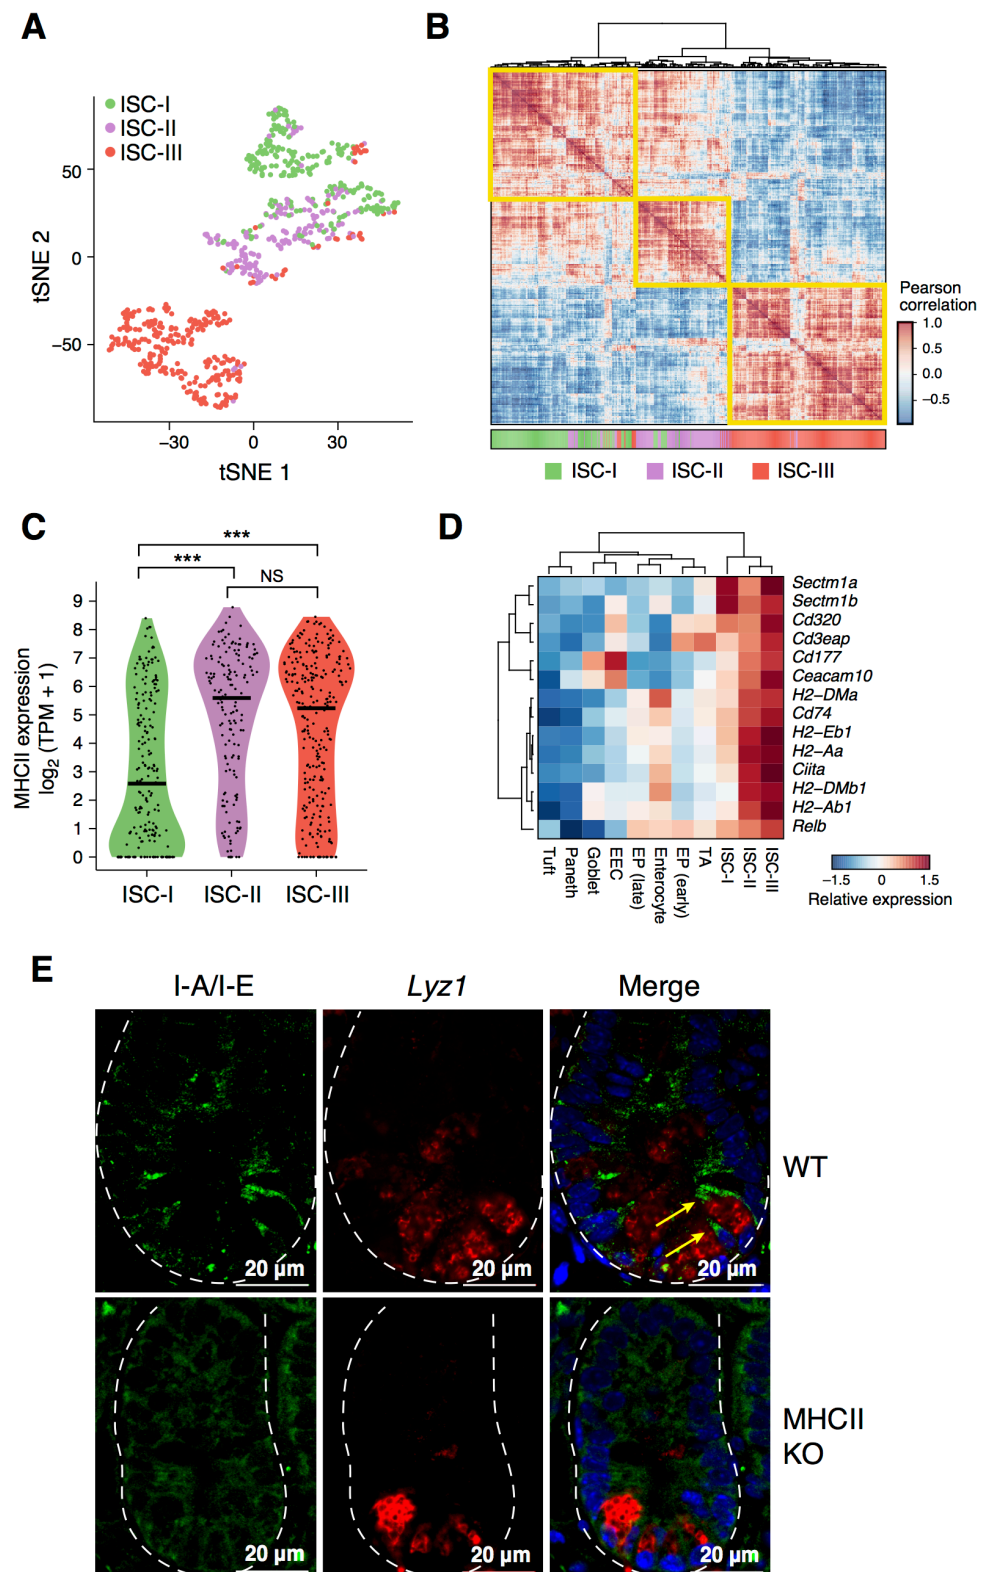 A
ISC-I
ISC-II
ISC-III
50
0
−50
tSNE 2
−30
0
30
tSNE 1
B
Pearson
correlation
1.0
0.5
0.0
−0.5
ISC-I
ISC-II
ISC-III
C
***
***
NS
9
8
7
6
5
4
3
2
1
0
MHCII expression
log2 (TPM + 1)
ISC-I
ISC-II
ISC-III
D
Sectm1a
Sectm1b
Cd320
Cd3eap
Cd177
Ceacam10
H2−DMa
Cd74
H2−Eb1
H2−Aa
Ciita
H2−DMb1
H2−Ab1
Relb
Tuft
Paneth
Goblet
EEC
EP (late)
Enterocyte
EP (early)
TA
ISC-I
ISC-II
ISC-III
−1.5
0
1.5
Relative expression
E
I-A/I-E
Lyz1
Merge
20 µm
20 µm
20 µm
WT
20 µm
20 µm
20 µm
MHCII
KO